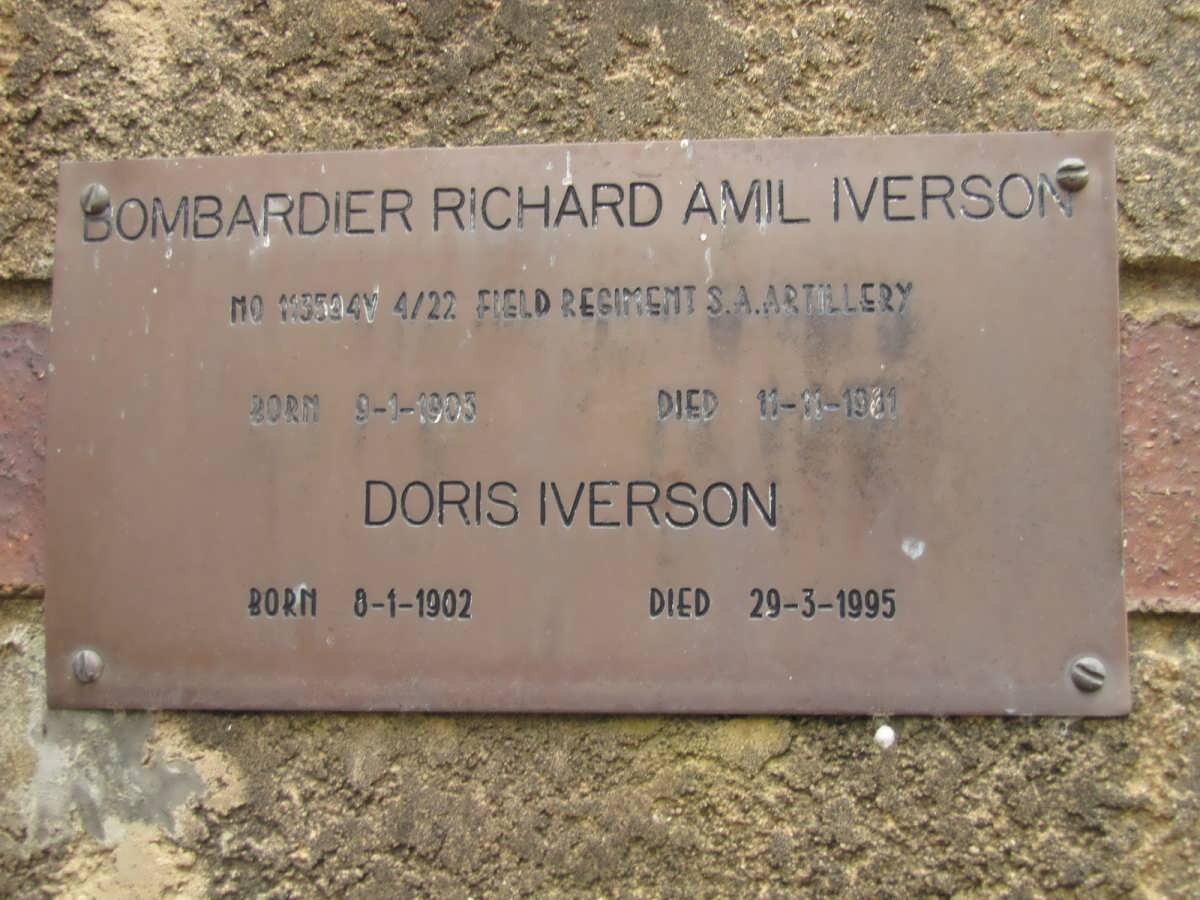 BOMBARDIER RICHARD AMIL IVERSON
NO 113594V 4/22 FIELD REGIMENT S.A. ARTILLERY
BORN 9-1-1903 DIED 11-11-1981
DORIS IVERSON
BORN 8-1-1902 DIED 29-3-1995